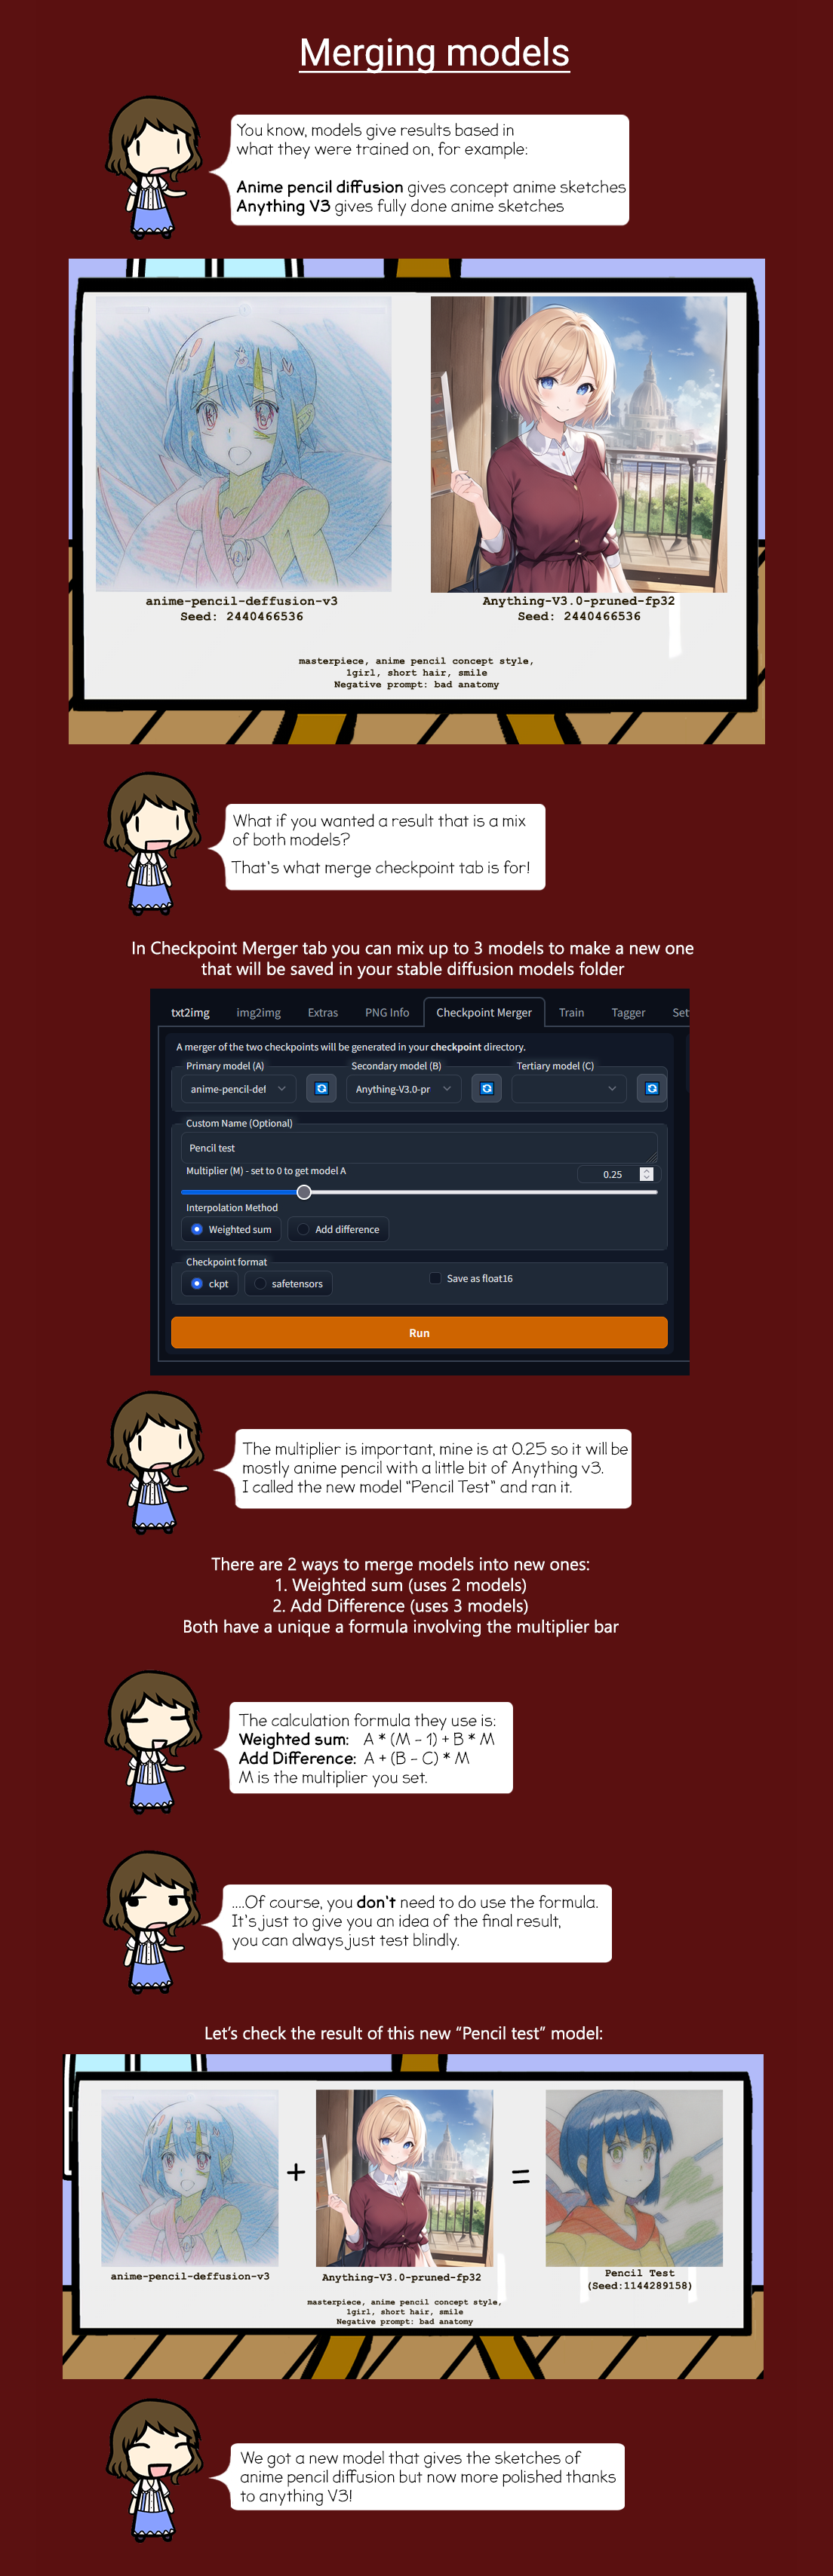 Merging models
You know, models give results based in
what they were trained on, for example:
Anime pencil diffusion gives concept anime sketches
Anything V3 gives fully done anime sketches
anime-pencil-deffusion-v3
Seed: 2440466536
Anything-V3.0-pruned-fp32
Seed: 2440466536
masterpiece, anime pencil concept style,
1girl, short hair, smile
Negative prompt: bad anatomy
What if you wanted a result that is a mix
of both models?
That's what merge checkpoint tab is for!
In Checkpoint Merger tab you can mix up to 3 models to make a new one
that will be saved in your stable diffusion models folder
txt2img img2img Extras PNG Info Checkpoint Merger Train Tagger Set
A merger of the two checkpoints will be generated in your checkpoint directory.
Primary model (A) Secondary model (B) Tertiary model (C)
anime-pencil-def Anything-V3.0-pr
Custom Name (Optional)
Pencil test
Multiplier (M) - set to 0 to get model A 0.25
Interpolation Method
Weighted sum Add difference
Checkpoint format
ckpt safetensors Save as float16
Run
The multiplier is important, mine is at 0.25 so it will be
mostly anime pencil with a little bit of Anything v3.
I called the new model "Pencil Test" and ran it.
There are 2 ways to merge models into new ones:
1. Weighted sum (uses 2 models)
2. Add Difference (uses 3 models)
Both have a unique a formula involving the multiplier bar
The calculation formula they use is:
Weighted sum: A * (M - 1) + B * M
Add Difference: A + (B - C) * M
M is the multiplier you set.
....Of course, you don't need to do use the formula.
It's just to give you an idea of the final result,
you can always just test blindly.
Let's check the result of this new "Pencil test" model:
+ =
anime-pencil-deffusion-v3
Anything-V3.0-pruned-fp32
Pencil Test
(Seed:1144289158)
masterpiece, anime pencil concept style,
1girl, short hair, smile
Negative prompt: bad anatomy
We got a new model that gives the sketches of
anime pencil diffusion but now more polished thanks
to anything V3!